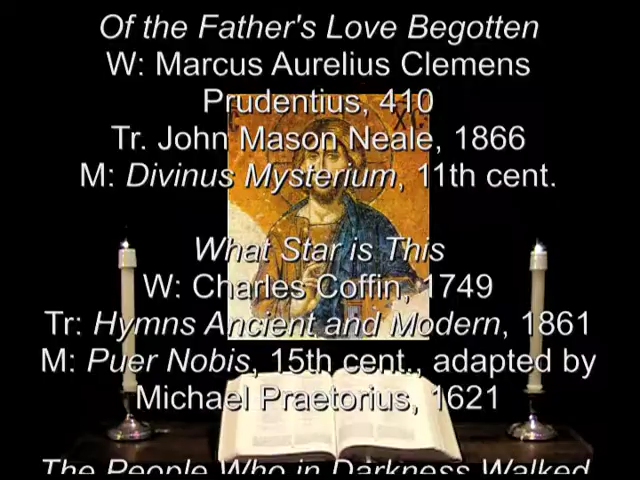 Of the Father's Love Begotten
W: Marcus Aurelius Clemens
Prudentius, 410
Tr. John Mason Neale, 1866
M: Divinus Mysterium, 11th cent.
What Star is This
W: Charles Coffin, 1749
Tr: Hymns Ancient and Modern, 1861
M: Puer Nobis, 15th cent., adapted by
Michael Praetorius, 1621
The People Who in Darkness Walked